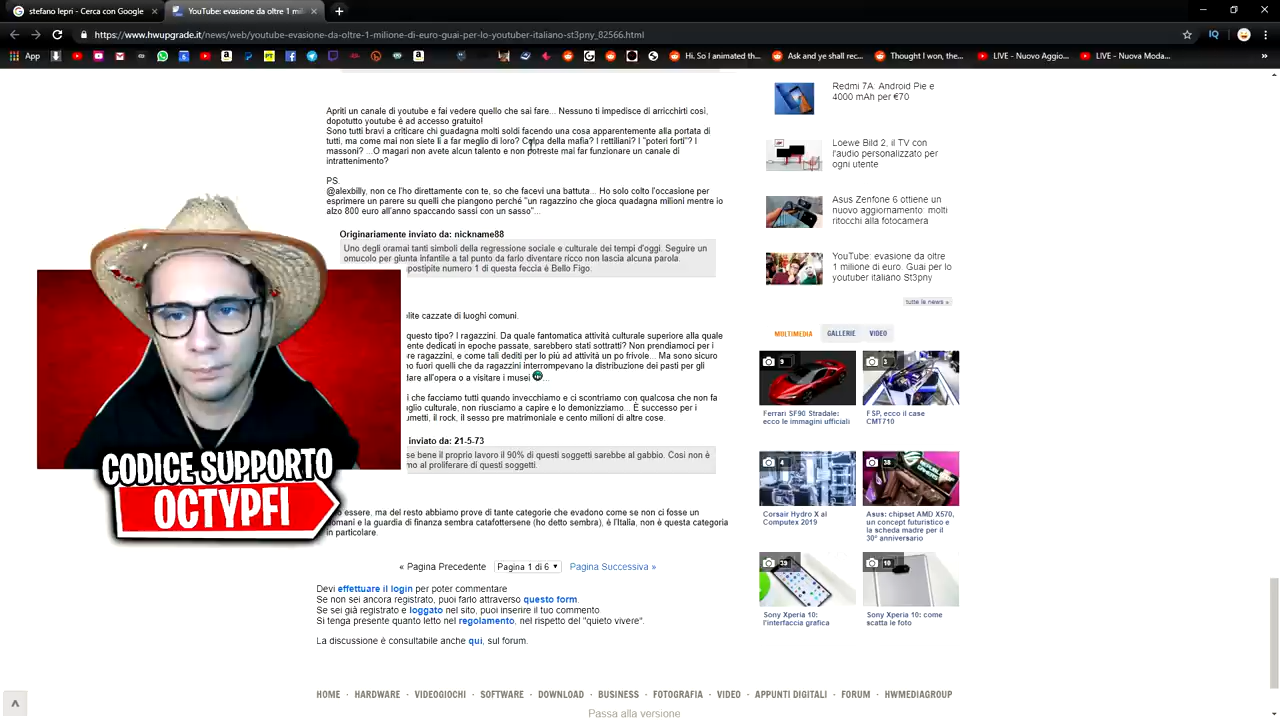 stefano lepri - Cerca con Google
YouTube: evasione da oltre 1 mi
https://www.hwupgrade.it/news/web/youtube-evasione-da-oltre-1-milione-di-euro-guai-per-lo-youtuber-italiano-st3pny_82566.html
App
Hi, So I animated th...
Ask and ye shall rec...
Thought I won, the...
LIVE - Nuovo Aggio...
LIVE - Nuova Moda...
Apriti un canale di youtube e fai vedere quello che sai fare... Nessuno ti impedisce di arricchirti così,
dopotutto youtube è ad accesso gratuito!
Sono tutti bravi a criticare chi guadagna molti soldi facendo una cosa apparentemente alla portata di
tutti, ma come mai non siete li a far meglio di loro? Colpa della mafia? I rettiliani? I "poteri forti"? I
massoni? ...O magari non avete alcun talento e non potreste mai far funzionare un canale di
intrattenimento?
PS.
@alexbilly, non ce l'ho direttamente con te, so che facevi una battuta... Ho solo colto l'occasione per
esprimere un parere su quelli che piangono perché "un ragazzino che gioca quadagna milioni mentre io
alzo 800 euro all'anno spaccando sassi con un sasso"...
Originariamente inviato da: nickname88
Uno degli oramai tanti simboli della regressione sociale e culturale dei tempi d'oggi. Seguire un
omucolo per giunta infantile a tal punto da farlo diventare ricco non lascia alcuna parola.
postipite numero 1 di questa feccia è Bello Figo.
olite cazzate di luoghi comuni.
questo tipo? I ragazzini. Da quale fantomatica attività culturale superiore alla quale
ente dedicati in epoche passate, sarebbero stati sottratti? Non prendiamoci per i
re ragazzini, e come tali dediti per lo più ad attività un po frivole... Ma sono sicuro
o fuori quelli che da ragazzini interrompevano la distribuzione dei pasti per gli
lare all'opera o a visitare i musei ...
i che facciamo tutti quando invecchiamo e ci scontriamo con qualcosa che non fa
uglio culturale, non riusciamo a capire e lo demonizziamo... È successo per i
umetti, il rock, il sesso pre matrimoniale e cento milioni di altre cose.
inviato da: 21-5-73
se bene il proprio lavoro il 90% di questi soggetti sarebbe al gabbio. Cosi non è
mo al proliferare di questi soggetti.
essere, ma del resto abbiamo prove di tante categorie che evadono come se non ci fosse un
omani e la guardia di finanza sembra catafottersene (ho detto sembra), è l'Italia, non è questa categoria
in particolare.
« Pagina Precedente Pagina 1 di 6 Pagina Successiva »
Devi effettuare il login per poter commentare
Se non sei ancora registrato, puoi farlo attraverso questo form.
Se sei già registrato e loggato nel sito, puoi inserire il tuo commento.
Si tenga presente quanto letto nel regolamento, nel rispetto del "quieto vivere".
La discussione è consultabile anche qui, sul forum.
CODICE SUPPORTO
OCTYPFI
Redmi 7A: Android Pie e
4000 mAh per €70
Loewe Bild 2, il TV con
l'audio personalizzato per
ogni utente
Asus Zenfone 6 ottiene un
nuovo aggiornamento: molti
ritocchi alla fotocamera
YouTube: evasione da oltre
1 milione di euro. Guai per lo
youtuber italiano St3pny
tutte le news »
MULTIMEDIA GALLERIE VIDEO
9
3
Ferrari SF90 Stradale:
ecco le immagini ufficiali
FSP, ecco il case
CMT710
4
38
Corsair Hydro X al
Computex 2019
Asus: chipset AMD X570,
un concept futuristico e
la scheda madre per il
30° anniversario
39
10
Sony Xperia 10:
l'interfaccia grafica
Sony Xperia 10: come
scatta le foto
HOME · HARDWARE · VIDEOGIOCHI · SOFTWARE · DOWNLOAD · BUSINESS · FOTOGRAFIA · VIDEO · APPUNTI DIGITALI · FORUM · HWMEDIAGROUP
Passa alla versione